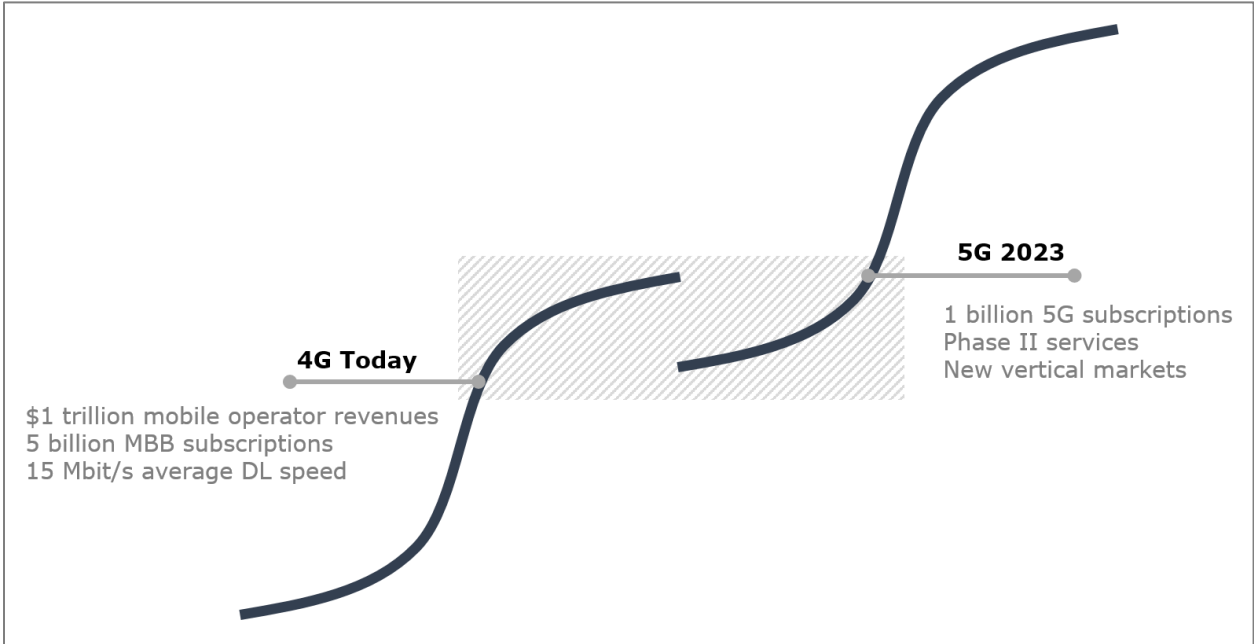 4G Today
$1 trillion mobile operator revenues
5 billion MBB subscriptions
15 Mbit/s average DL speed
5G 2023
1 billion 5G subscriptions
Phase II services
New vertical markets